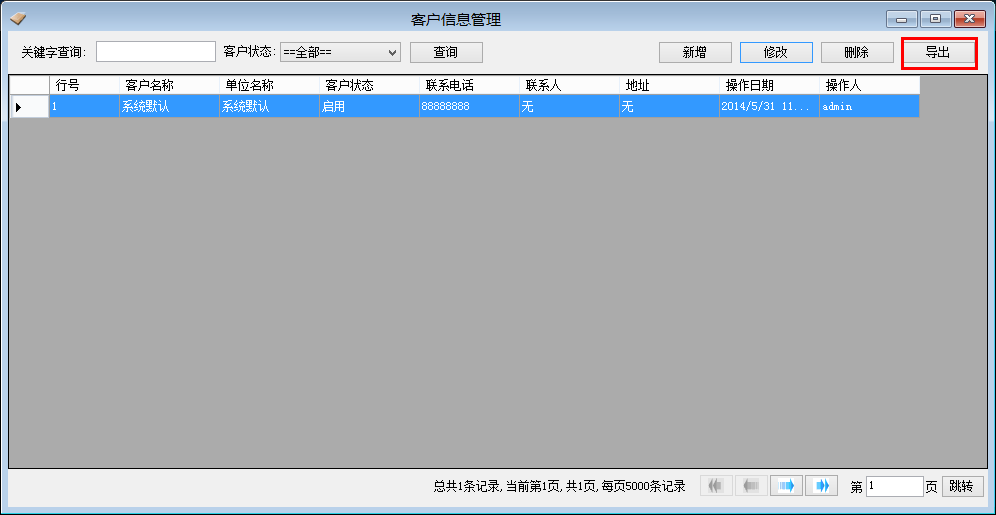 客户信息管理
关键字查询: 客户状态: ==全部== 查询 新增 修改 删除 导出
行号 客户名称 单位名称 客户状态 联系电话 联系人 地址 操作日期 操作人
1 系统默认 系统默认 启用 88888888 无 无 2014/5/31 11... admin
总共1条记录, 当前第1页, 共1页, 每页5000条记录 第 1 页 跳转